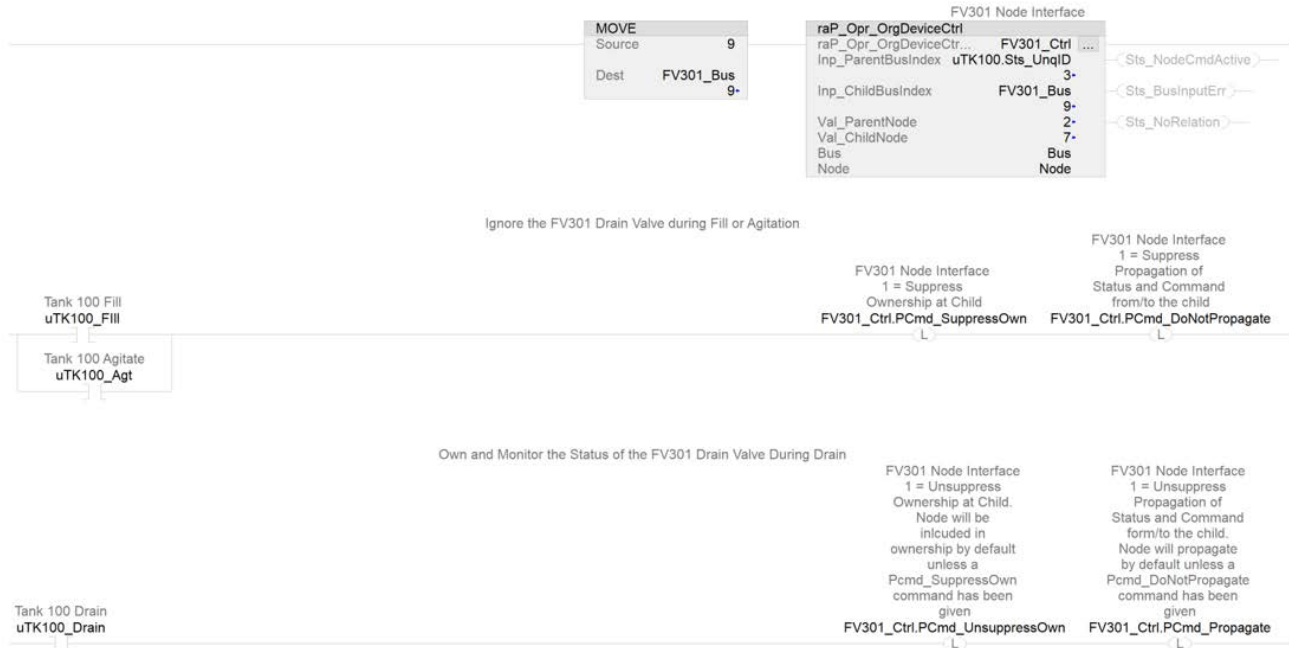 FV301 Node Interface
MOVE
Source 9
Dest FV301_Bus
9
raP_Opr_OrgDeviceCtrl
raP_Opr_OrgDeviceCtr... FV301_Ctrl ...
Inp_ParentBusIndex uTK100.Sts_UnqID
3
Inp_ChildBusIndex FV301_Bus
9
Val_ParentNode 2
Val_ChildNode 7
Bus Bus
Node Node
Sts_NodeCmdActive
Sts_BusInputErr
Sts_NoRelation
Ignore the FV301 Drain Valve during Fill or Agitation
Tank 100 Fill
uTK100_FIll
Tank 100 Agitate
uTK100_Agt
FV301 Node Interface
1 = Suppress
Ownership at Child
FV301_Ctrl.PCmd_SuppressOwn
L
FV301 Node Interface
1 = Suppress
Propagation of
Status and Command
from/to the child
FV301_Ctrl.PCmd_DoNotPropagate
L
Own and Monitor the Status of the FV301 Drain Valve During Drain
Tank 100 Drain
uTK100_Drain
FV301 Node Interface
1 = Unsuppress
Ownership at Child.
Node will be
inlcuded in
ownership by default
unless a
Pcmd_SuppressOwn
command has been
given
FV301_Ctrl.PCmd_UnsuppressOwn
L
FV301 Node Interface
1 = Unsuppress
Propagation of
Status and Command
form/to the child.
Node will propagate
by default unless a
Pcmd_DoNotPropagate
command has been
given
FV301_Ctrl.PCmd_Propagate
L